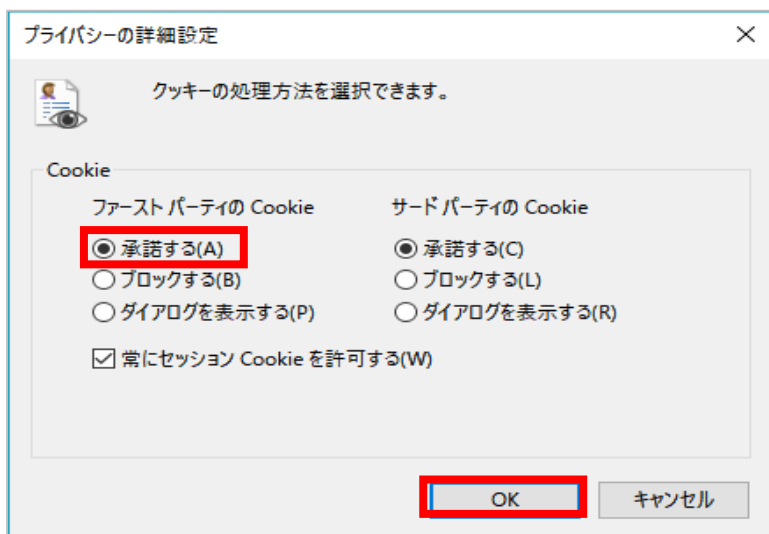 プライバシーの詳細設定
クッキーの処理方法を選択できます。
Cookie
ファースト パーティの Cookie
承諾する(A)
ブロックする(B)
ダイアログを表示する(P)
サード パーティの Cookie
承諾する(C)
ブロックする(L)
ダイアログを表示する(R)
常にセッション Cookie を許可する(W)
OK
キャンセル